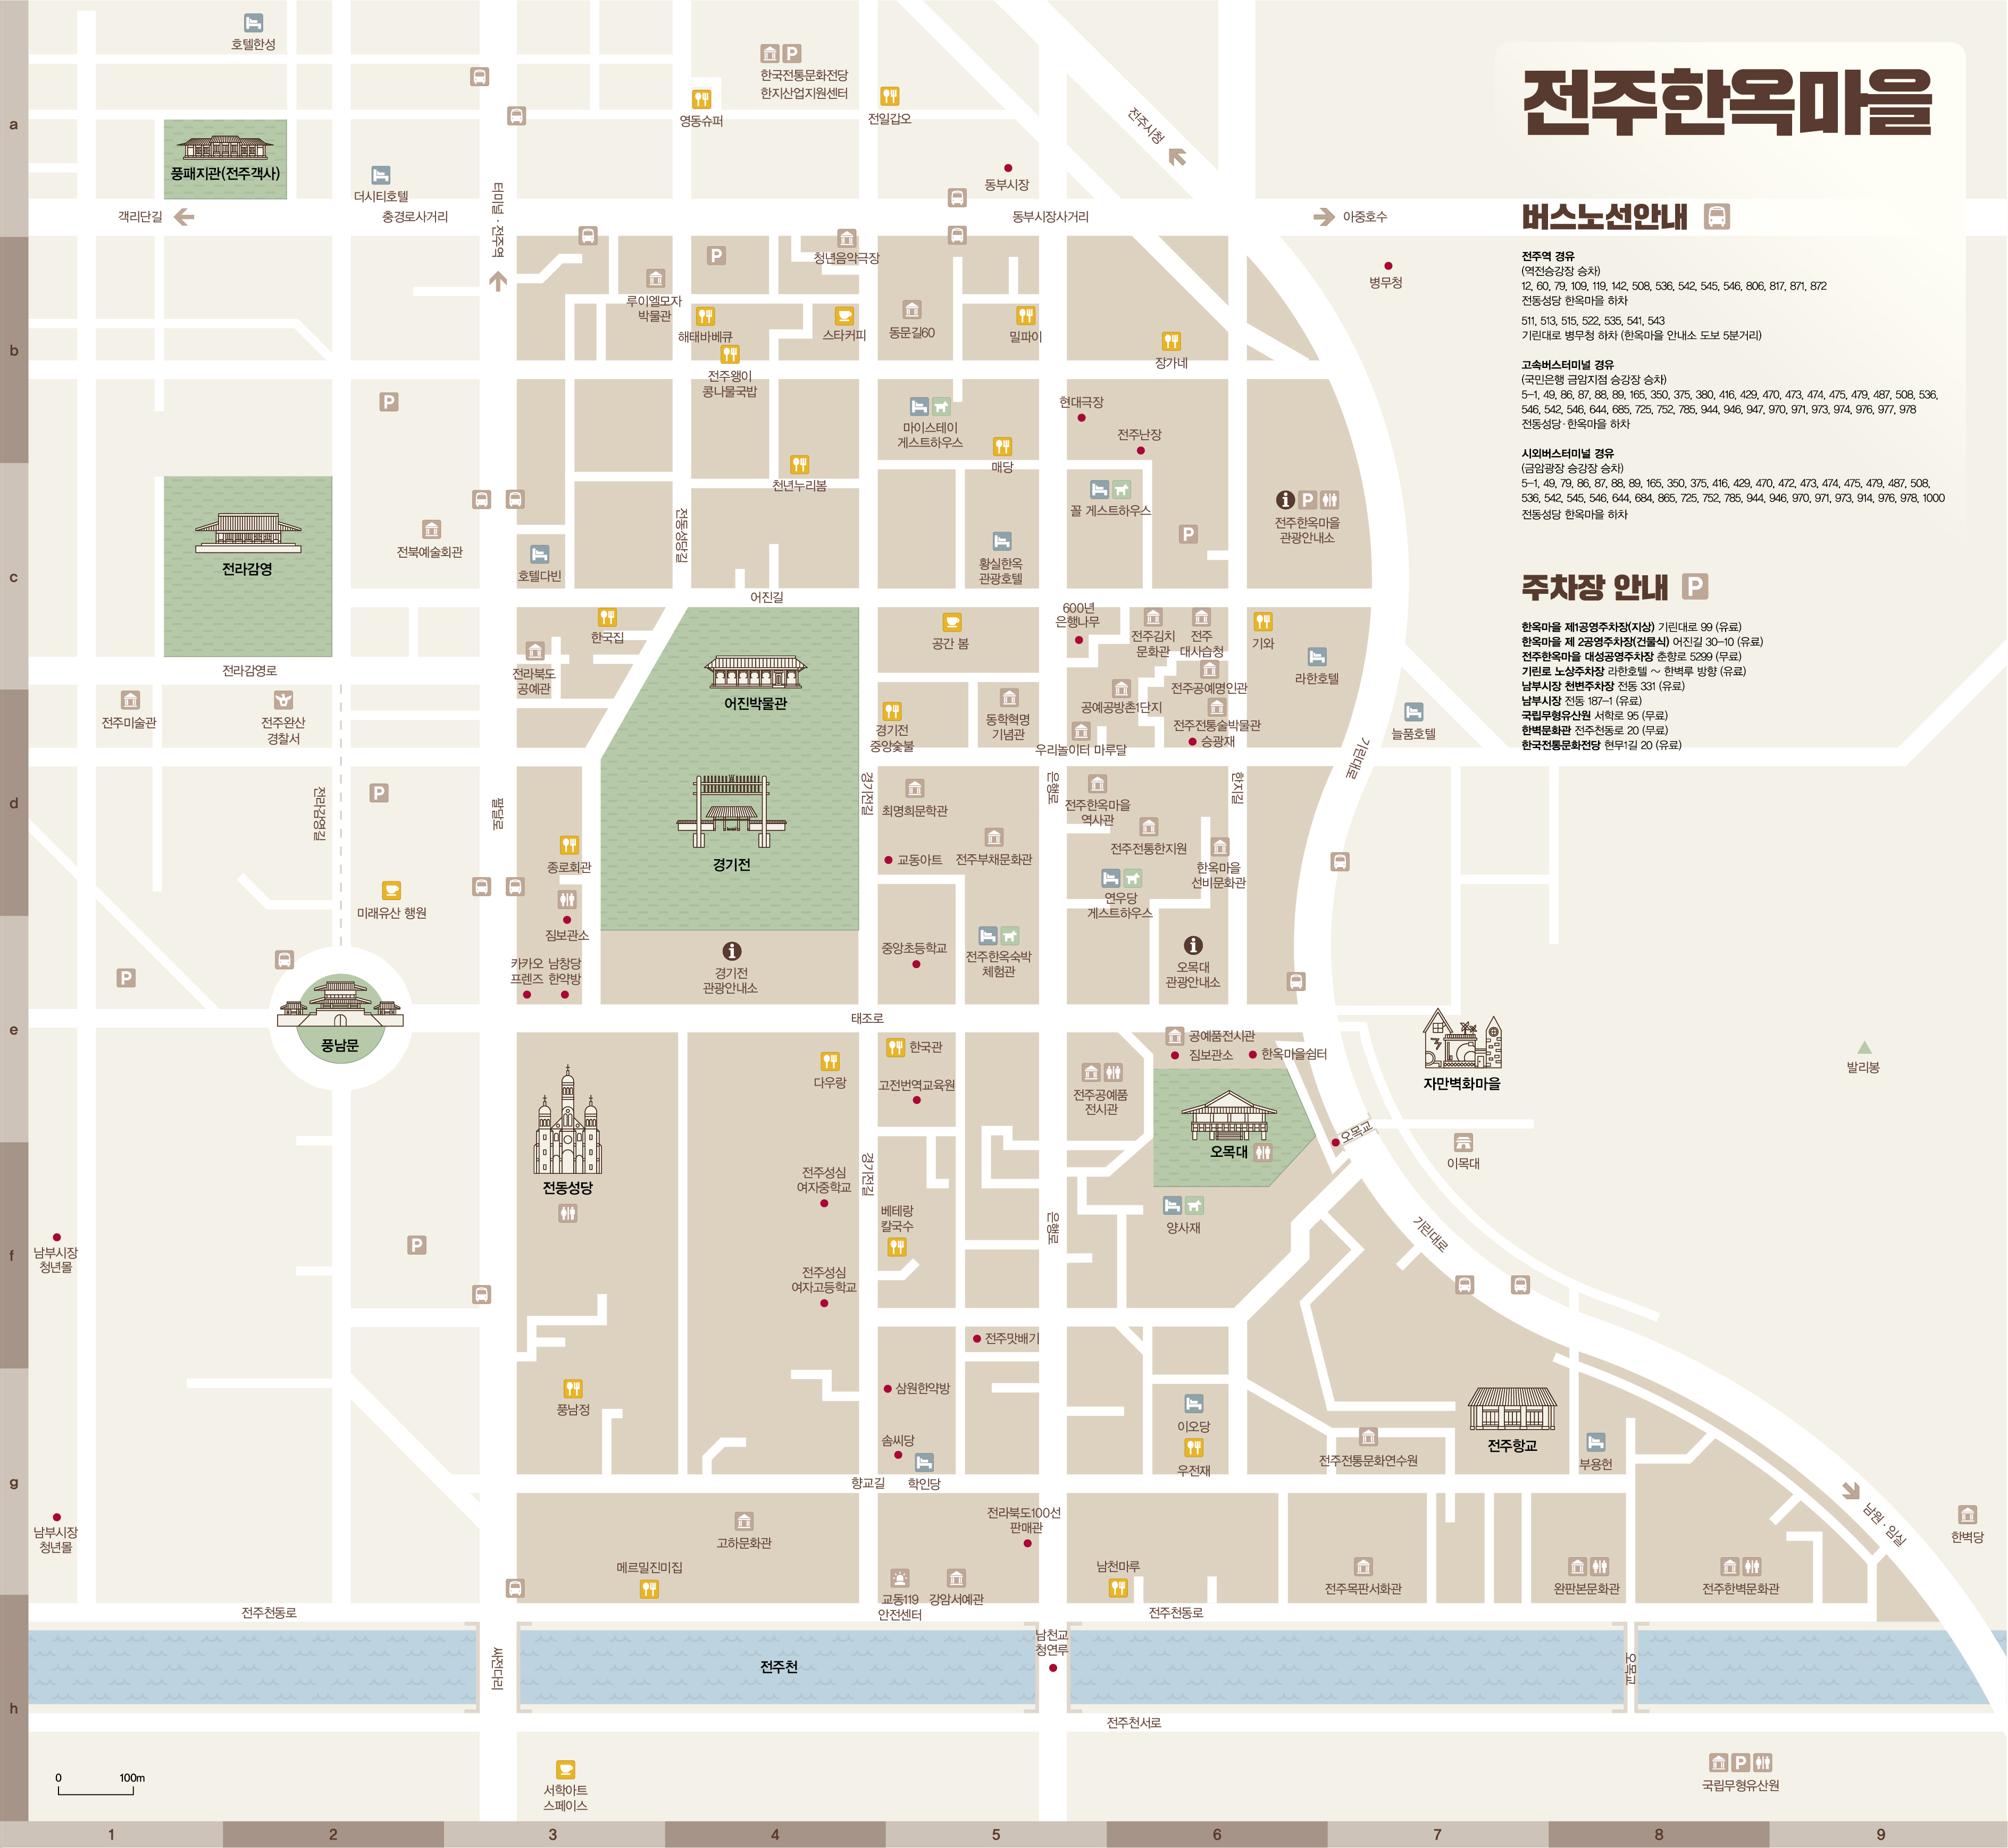 전주한옥마을
버스노선안내
전주역 경유
(역전승강장 승차)
12, 60, 79, 109, 119, 142, 508, 536, 542, 545, 546, 806, 817, 871, 872
전동성당 한옥마을 하차
511, 513, 515, 522, 535, 541, 543
기린대로 병무청 하차 (한옥마을 안내소 도보 5분거리)
고속버스터미널 경유
(국민은행 금암지점 승강장 승차)
5-1, 49, 86, 87, 88, 89, 165, 350, 375, 380, 416, 429, 470, 473, 474, 475, 479, 487, 508, 536,
546, 542, 546, 644, 685, 725, 752, 785, 944, 946, 947, 970, 971, 973, 974, 976, 977, 978
전동성당·한옥마을 하차
시외버스터미널 경유
(금암광장 승강장 승차)
5-1, 49, 79, 86, 87, 88, 89, 165, 350, 375, 416, 429, 470, 472, 473, 474, 475, 479, 487, 508,
536, 542, 545, 546, 644, 684, 865, 725, 752, 785, 944, 946, 970, 971, 973, 914, 976, 978, 1000
전동성당 한옥마을 하차
주차장 안내 P
한옥마을 제1공영주차장(지상) 기린대로 99 (유료)
한옥마을 제 2공영주차장(건물식) 어진길 30-10 (유료)
전주한옥마을 대성공영주차장 춘향로 5299 (무료)
기린로 노상주차장 라한호텔 ~ 한벽루 방향 (유료)
남부시장 천변주차장 전동 331 (유료)
남부시장 전동 187-1 (유료)
국립무형유산원 서학로 95 (무료)
한벽문화관 전주천동로 20 (무료)
한국전통문화전당 현무1길 20 (유료)
a
호텔한성
P
한국전통문화전당
한지산업지원센터
영동슈퍼
전일갑오
전주시청
풍패지관(전주객사)
더시티호텔
동부시장
객리단길
충경로사거리
터미널 · 전주역
동부시장사거리
아중호수
b
P
청년음악극장
루이엘모자
박물관
해태바베큐
스타커피
동문길60
밀파이
병무청
장가네
전주왱이
콩나물국밥
P
마이스테이
게스트하우스
현대극장
전주난장
매당
천년누리봄
c
꼴 게스트하우스
P
i P
전주한옥마을
관광안내소
전라감영
전북예술회관
호텔다빈
전동성당길
황실한옥
관광호텔
어진길
한국집
공간 봄
600년
은행나무
전주김치
문화관
전주
대사습청
기와
전라감영로
전라북도
공예관
라한호텔
전주공예명인관
공예공방촌1단지
전주미술관
전주완산
경찰서
어진박물관
경기전
중앙숯불
동학혁명
기념관
전주전통술박물관
승광재
우리놀이터 마루달
늘품호텔
기린대로
d
P
전라감영길
팔달로
경기전길
은행로
한지길
최명희문학관
전주한옥마을
역사관
종로회관
경기전
교동아트
전주부채문화관
전주전통한지원
한옥마을
선비문화관
연우당
게스트하우스
미래유산 행원
짐보관소
e
P
카카오
프렌즈
남창당
한약방
i
경기전
관광안내소
중앙초등학교
전주한옥숙박
체험관
i
오목대
관광안내소
풍남문
태조로
공예품전시관
짐보관소
한옥마을쉼터
한국관
다우랑
고전번역교육원
전주공예품
전시관
자만벽화마을
발리봉
오목교
오목대
이목대
전동성당
전주성심
여자중학교
경기전길
f
P
남부시장
청년몰
베테랑
칼국수
은행로
양사재
기린대로
전주성심
여자고등학교
전주맛배기
삼원한약방
풍남정
이오당
g
솜씨당
학인당
우전재
전주전통문화연수원
전주향교
부용헌
향교길
남부시장
청년몰
전라북도100선
판매관
고하문화관
남원 · 임실
한벽당
메르밀진미집
교동119
안전센터
강암서예관
남천마루
전주목판서화관
완판본문화관
전주한벽문화관
전주천동로
전주천동로
h
싸전다리
전주천
남천교
청연루
오목교
전주천서로
0 100m
서학아트
스페이스
P
국립무형유산원
1 2 3 4 5 6 7 8 9